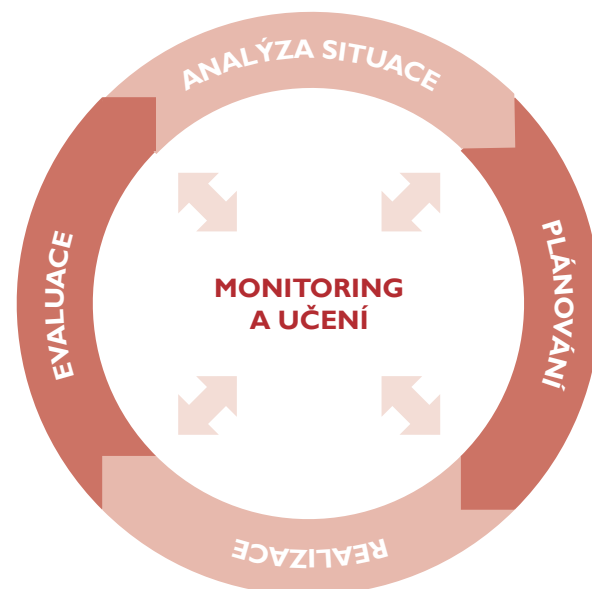 ANALÝZA SITUACE
PLÁNOVÁNÍ
REALIZACE
EVALUACE
MONITORING
A UČENÍ